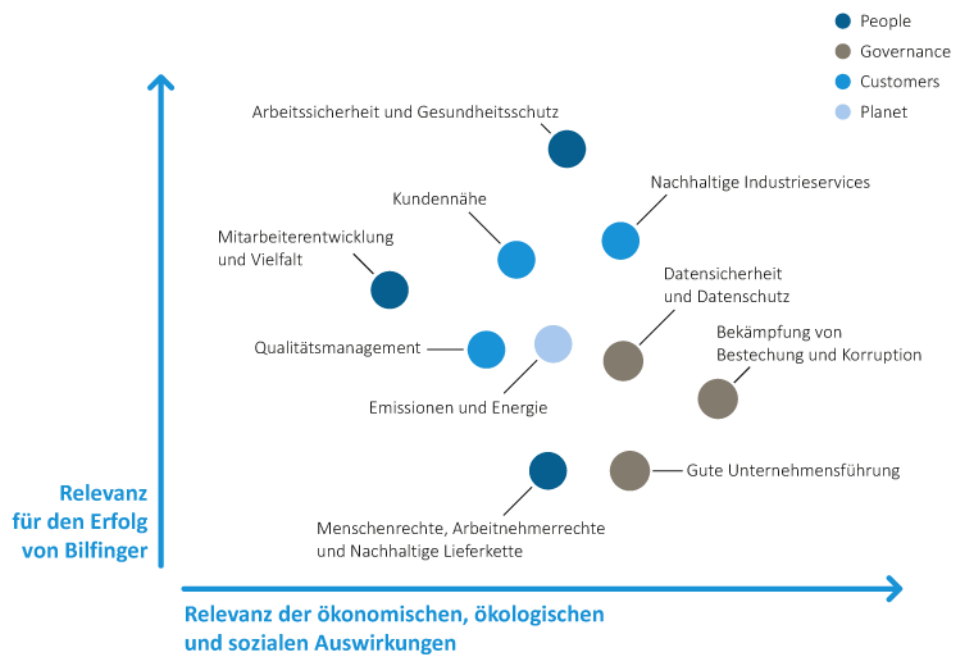 People
Governance
Customers
Planet
Arbeitssicherheit und Gesundheitsschutz
Nachhaltige Industrieservices
Kundennähe
Mitarbeiterentwicklung
und Vielfalt
Datensicherheit
und Datenschutz
Bekämpfung von
Bestechung und Korruption
Qualitätsmanagement
Emissionen und Energie
Gute Unternehmensführung
Menschenrechte, Arbeitnehmerrechte
und Nachhaltige Lieferkette
Relevanz
für den Erfolg
von Bilfinger
Relevanz der ökonomischen, ökologischen
und sozialen Auswirkungen